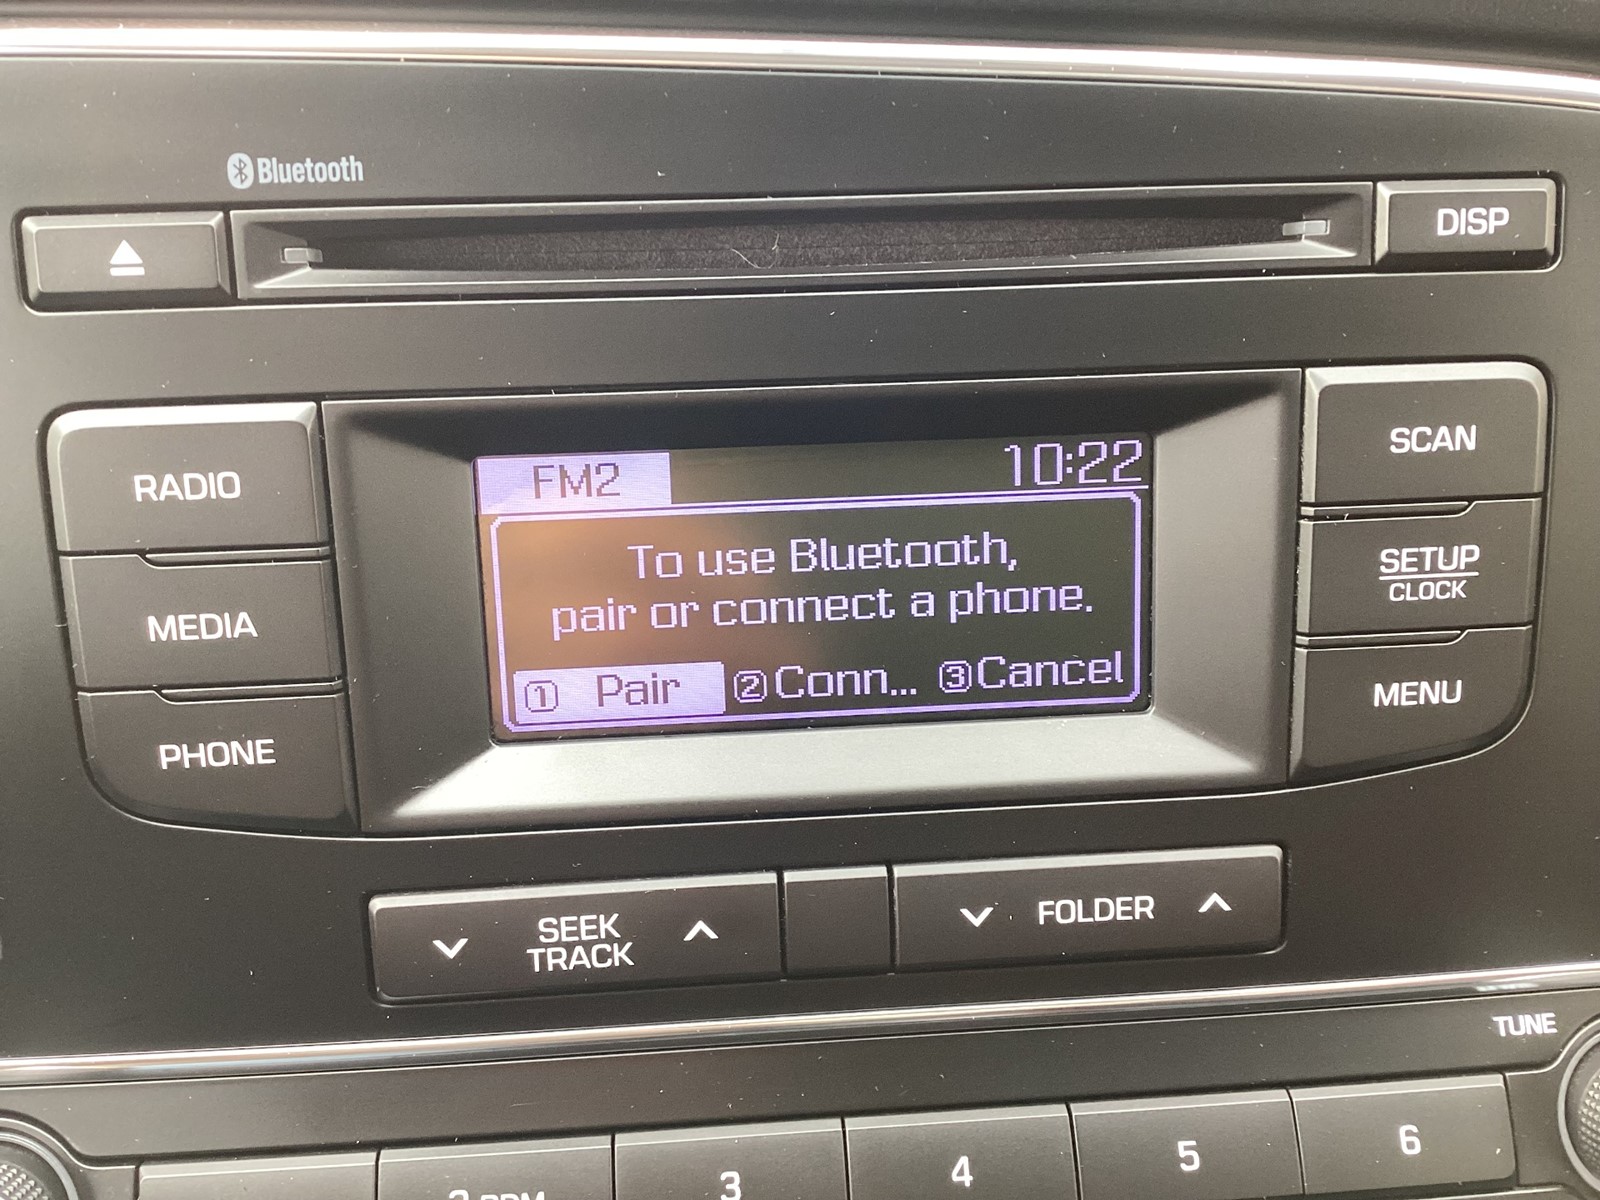 Bluetooth
DISP
RADIO
MEDIA
PHONE
FM2 10:22
To use Bluetooth,
pair or connect a phone.
① Pair ②Conn... ③Cancel
SCAN
SETUP
CLOCK
MENU
SEEK
TRACK
FOLDER
TUNE
3
4
5
6